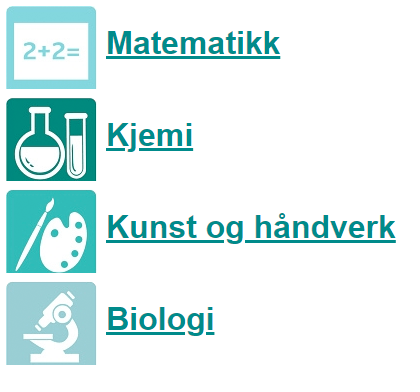 2+2=
Matematikk
Kjemi
Kunst og håndverk
Biologi